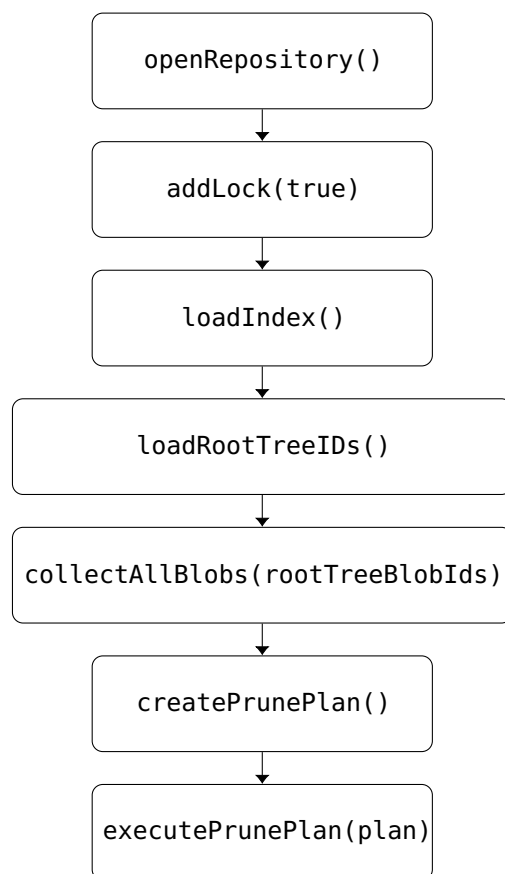 openRepository()
addLock(true)
loadIndex()
loadRootTreeIDs()
collectAllBlobs(rootTreeBlobIds)
createPrunePlan()
executePrunePlan(plan)